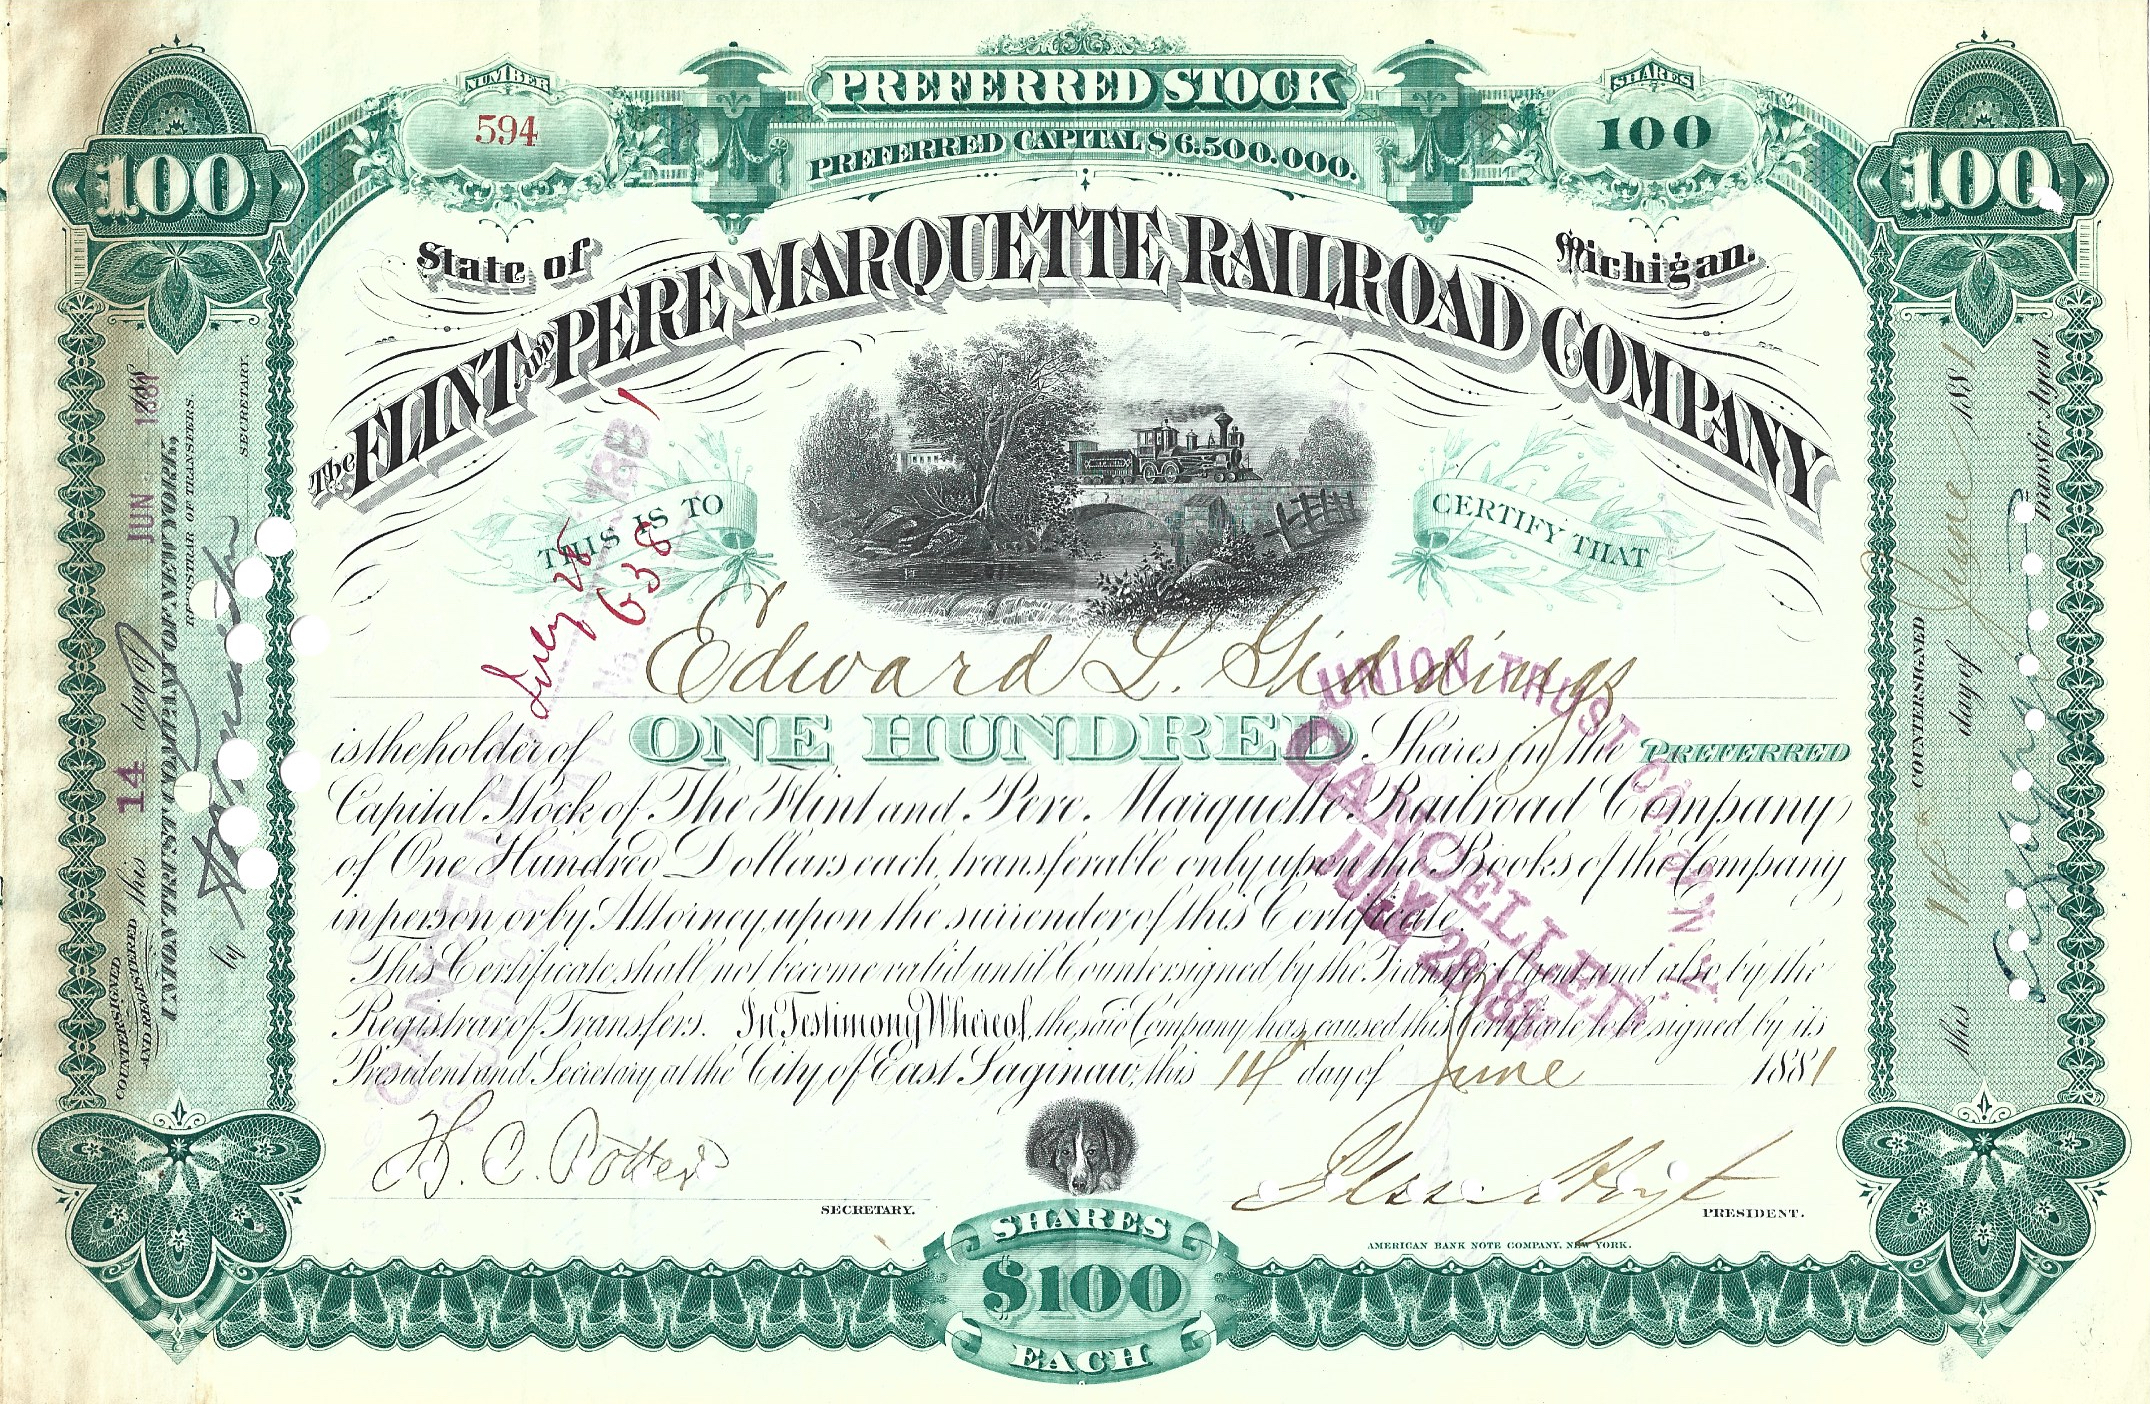 NUMBER
594
PREFERRED STOCK
PREFERRED CAPITAL $ 6.500.000.
SHARES
100
100
100
State of
Michigan.
The FLINT AND PERE MARQUETTE RAILROAD COMPANY
THIS IS TO
CERTIFY THAT
July 28 1881
638
Edward L. Giddings
is the holder of ONE HUNDRED Shares in the PREFERRED
Capital Stock of The Flint and Pere Marquette Railroad Company
of One Hundred Dollars each, transferable only upon the Books of the Company
in person or by Attorney upon the surrender of this Certificate.
This Certificate shall not become valid until Countersigned by the Transfer Agent and also by the
Registrar of Transfers. In Testimony Whereof, the said Company has caused this Certificate to be signed by its
President and Secretary at the City of East Saginaw, this 14 day of June 1881
H. C. Potter
SECRETARY.
Jesse Hoyt
PRESIDENT.
AMERICAN BANK NOTE COMPANY, NEW YORK.
SHARES
$100
EACH
COUNTERSIGNED
AND REGISTERED this 14 day of JUN 1881
UNION TRUST COMPANY OF NEW YORK,
REGISTRAR OF TRANSFERS.
by
SECRETARY.
COUNTERSIGNED
this day of June 1881
Transfer Agent
UNION TRUST CO. OF N. Y.
CANCELLED
JULY 28 188
CANCELLED